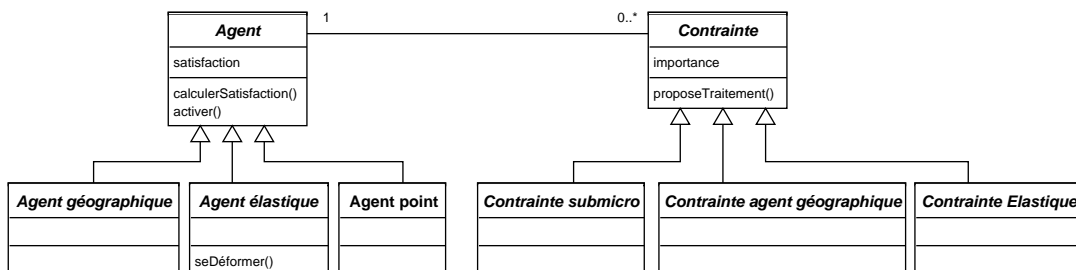 1
0..*
Agent
Contrainte
satisfaction
importance
calculerSatisfaction()
activer()
proposeTraitement()
Agent géographique
Agent élastique
Agent point
Contrainte submicro
Contrainte agent géographique
Contrainte Elastique
seDéformer()